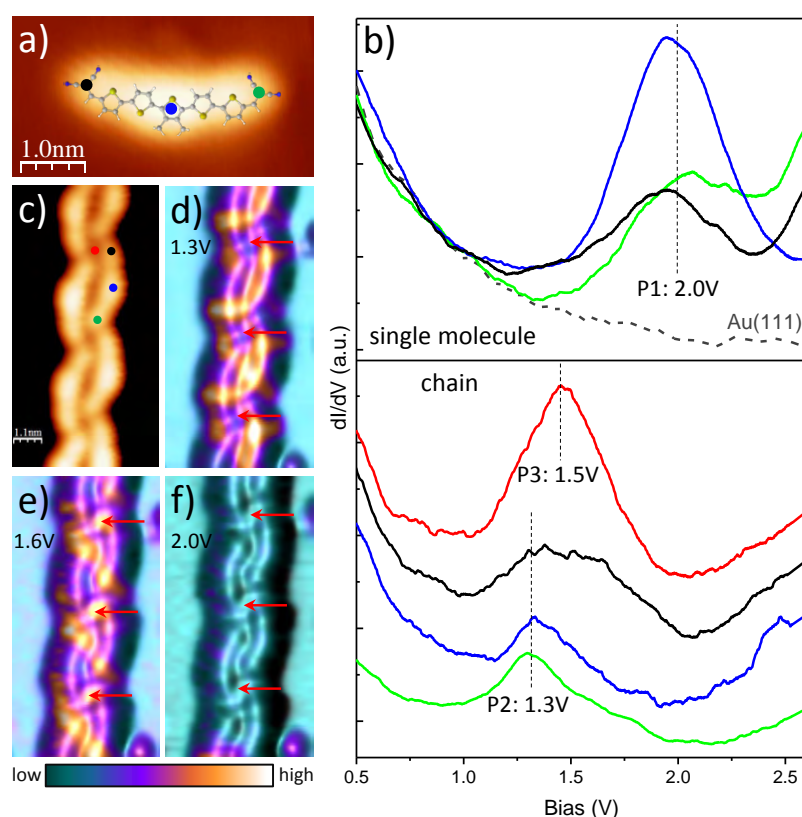 a)
1.0nm
b)
P1: 2.0V
Au(111)
single molecule
c)
1.1nm
d)
1.3V
e)
1.6V
f)
2.0V
low
high
dI/dV (a.u.)
chain
P3: 1.5V
P2: 1.3V
0.5 1.0 1.5 2.0 2.5
Bias (V)